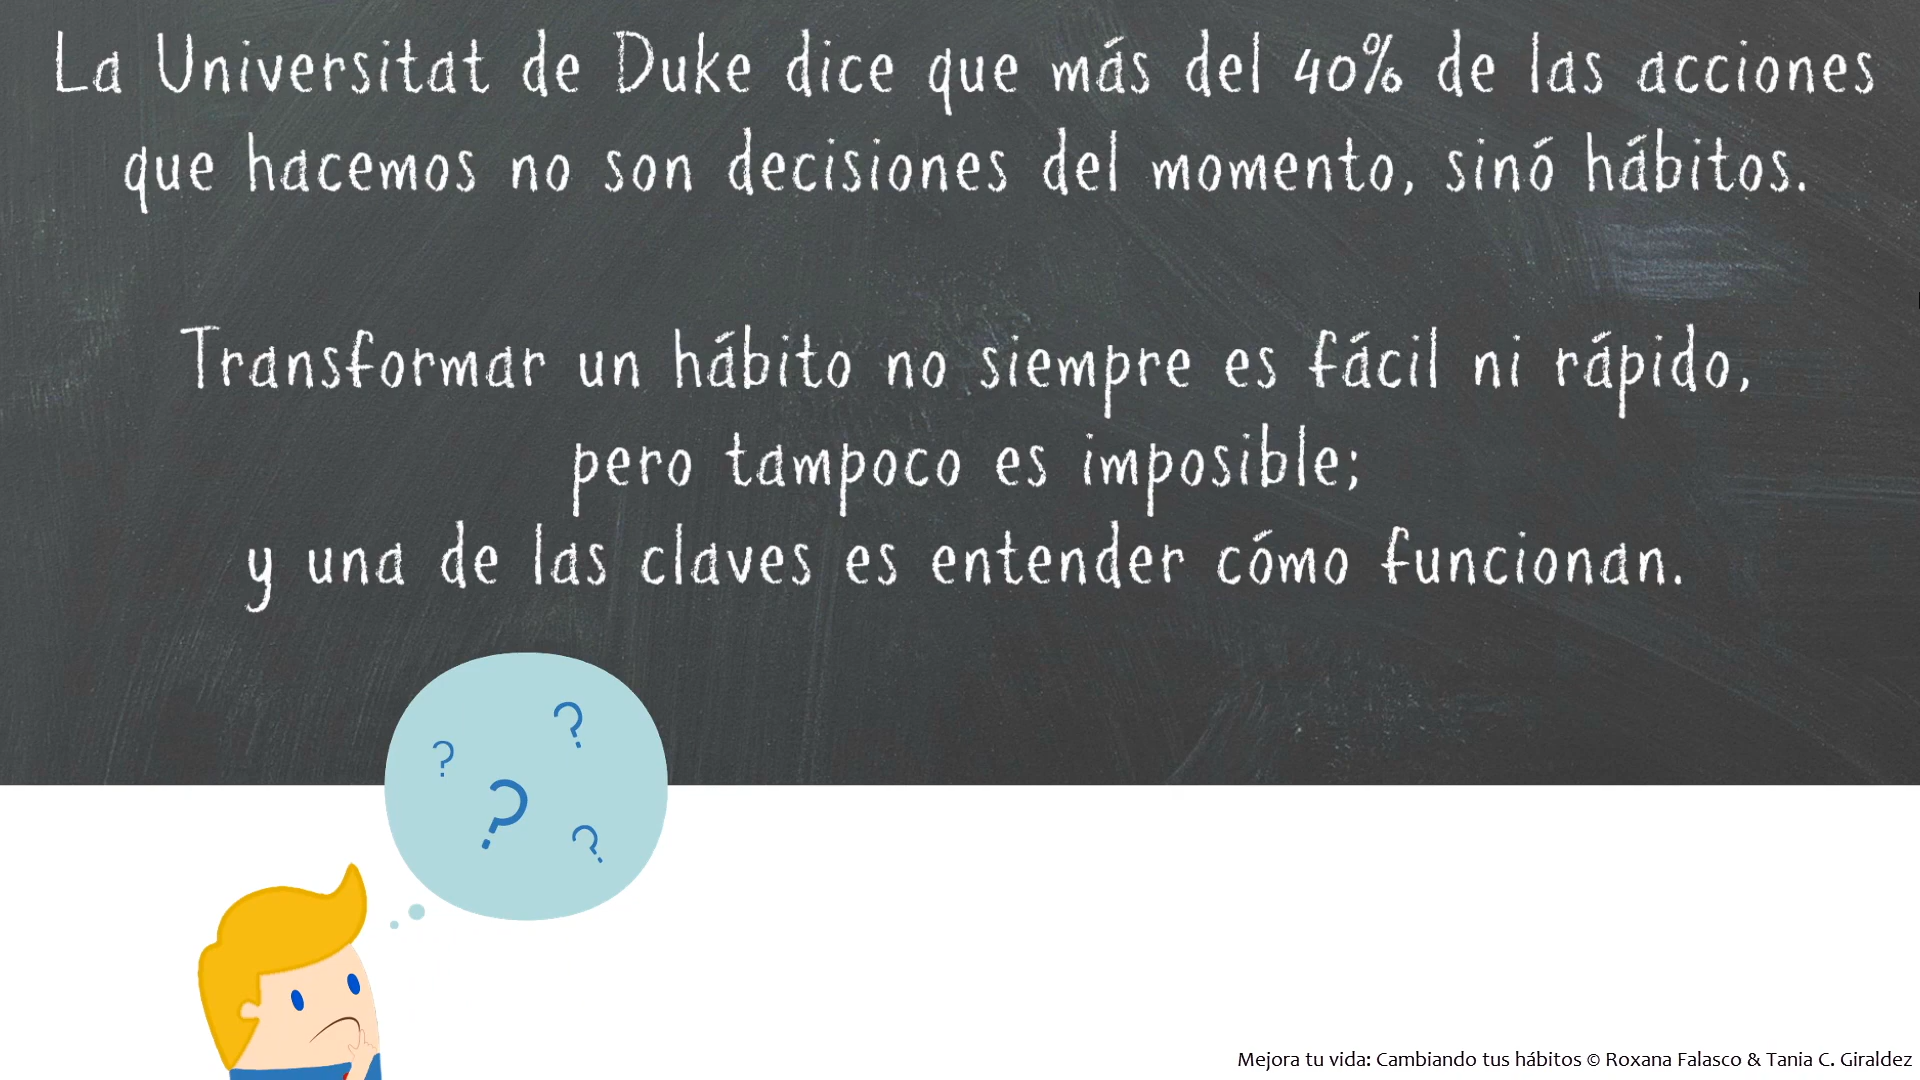 La Universitat de Duke dice que más del 40% de las acciones
que hacemos no son decisiones del momento, sinó hábitos.
Transformar un hábito no siempre es fácil ni rápido,
pero tampoco es imposible;
y una de las claves es entender cómo funcionan.
?
?
?
?
Mejora tu vida: Cambiando tus hábitos © Roxana Falasco & Tania C. Giraldez